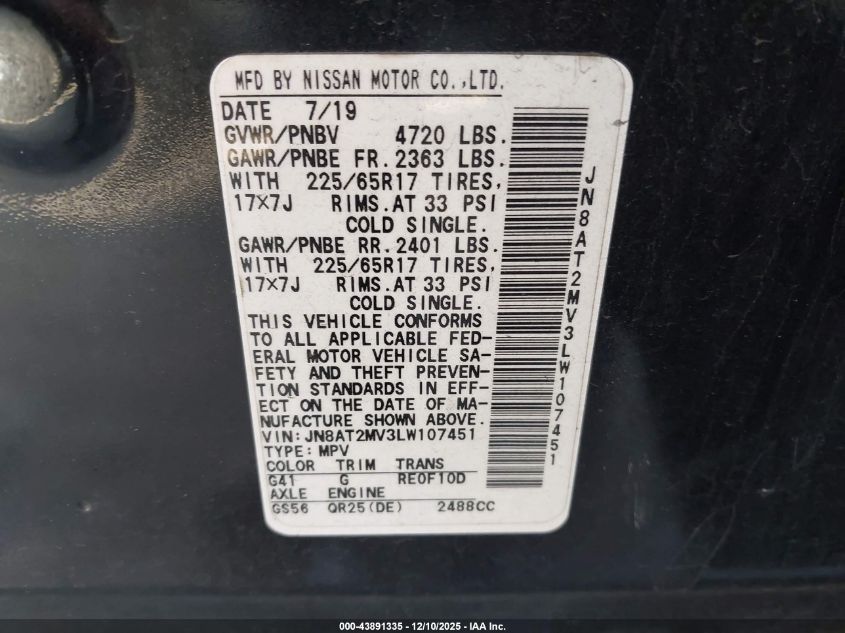 MFD BY NISSAN MOTOR CO.,LTD.
DATE 7/19
GVWR/PNBV 4720 LBS.
GAWR/PNBE FR. 2363 LBS.
WITH 225/65R17 TIRES,
17×7J RIMS. AT 33 PSI
COLD SINGLE.
GAWR/PNBE RR. 2401 LBS.
WITH 225/65R17 TIRES,
17×7J RIMS. AT 33 PSI
COLD SINGLE.
THIS VEHICLE CONFORMS
TO ALL APPLICABLE FED-
ERAL MOTOR VEHICLE SA-
FETY AND THEFT PREVEN-
TION STANDARDS IN EFF-
ECT ON THE DATE OF MA-
NUFACTURE SHOWN ABOVE.
VIN: JN8AT2MV3LW107451
TYPE: MPV
COLOR TRIM TRANS
G41 G RE0F10D
AXLE ENGINE
GS56 QR25(DE) 2488CC
JN8AT2MV3LW107451
000-43891335 - 12/10/2025 - IAA Inc.